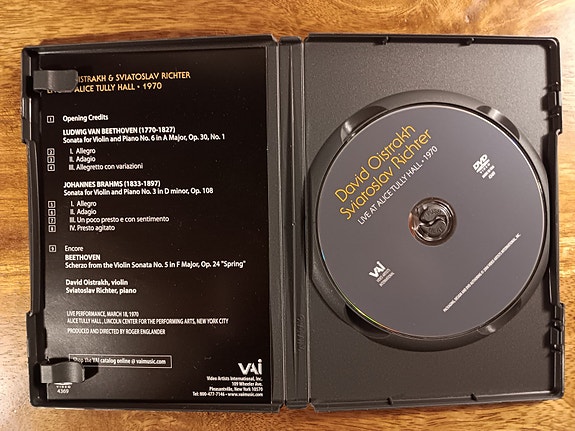 OISTRAKH & SVIATOSLAV RICHTER
LIVE AT ALICE TULLY HALL • 1970
1 Opening Credits
LUDWIG VAN BEETHOVEN (1770-1827)
Sonata for Violin and Piano No. 6 in A Major, Op. 30, No. 1
2 I. Allegro
3 II. Adagio
4 III. Allegretto con variazioni
JOHANNES BRAHMS (1833-1897)
Sonata for Violin and Piano No. 3 in D minor, Op. 108
5 I. Allegro
6 II. Adagio
7 III. Un poco presto e con sentimento
8 IV. Presto agitato
9 Encore
BEETHOVEN
Scherzo from the Violin Sonata No. 5 in F Major, Op. 24 "Spring"
David Oistrakh, violin
Sviatoslav Richter, piano
LIVE PERFORMANCE, MARCH 18, 1970
ALICE TULLY HALL, LINCOLN CENTER FOR THE PERFORMING ARTS, NEW YORK CITY
PRODUCED AND DIRECTED BY ROGER ENGLANDER
Shop the VAI catalog online @ vaimusic.com
VIDEO
4369
VAI
Video Artists International, Inc.
109 Wheeler Ave.
Pleasantville, New York 10570
Tel: 800-477-7146 • www.vaimusic.com
David Oistrakh
Sviatoslav Richter
LIVE AT ALICE TULLY HALL • 1970
DVD
VIDEO
VAI
VIDEO ARTISTS
INTERNATIONAL